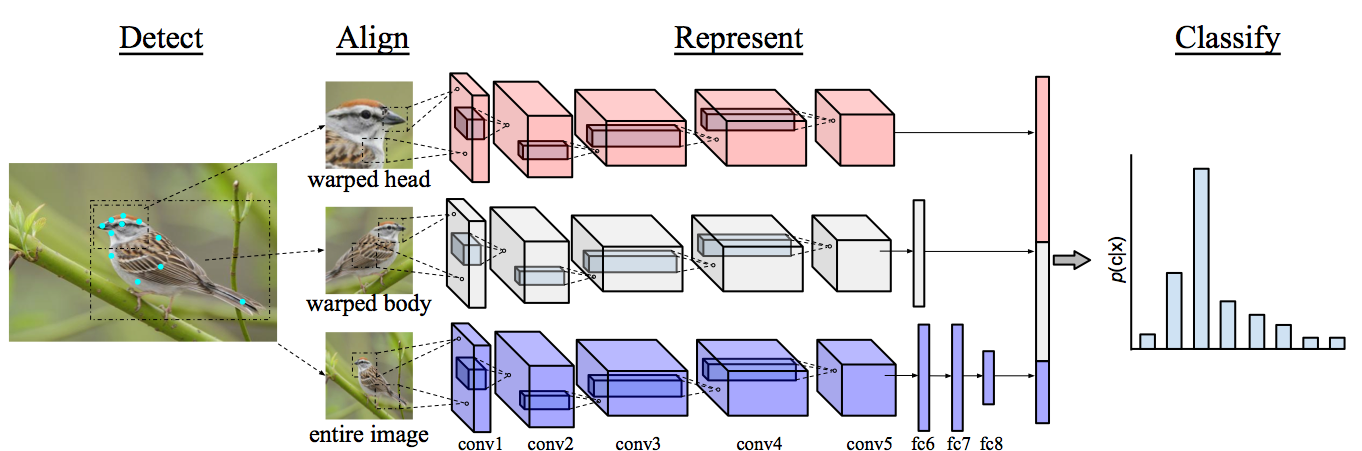 Detect
Align
Represent
Classify
warped head
warped body
entire image
conv1
conv2
conv3
conv4
conv5
fc6
fc7
fc8
p(c|x)